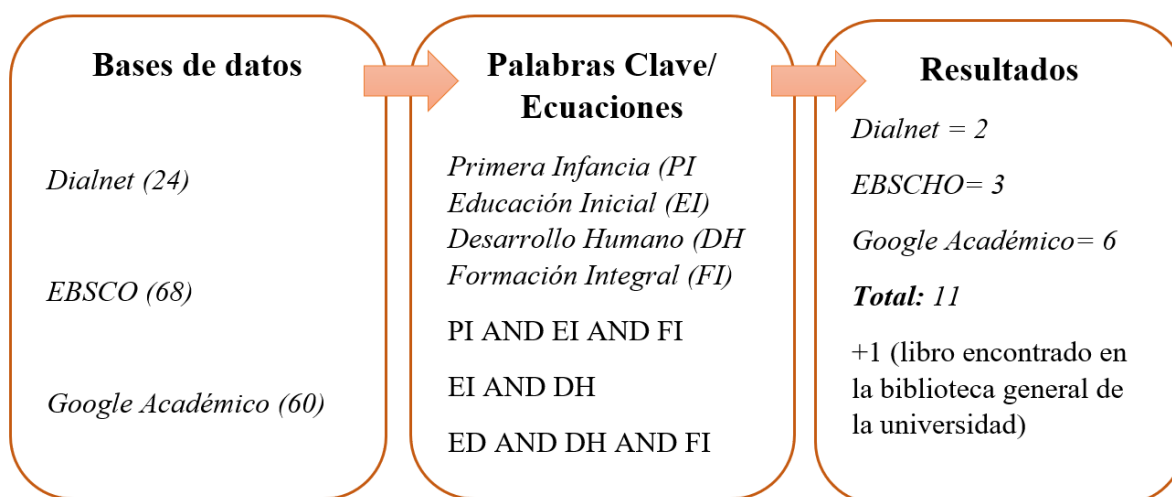 Bases de datos
Dialnet (24)
EBSCO (68)
Google Académico (60)
Palabras Clave/
Ecuaciones
Primera Infancia (PI
Educación Inicial (EI)
Desarrollo Humano (DH
Formación Integral (FI)
PI AND EI AND FI
EI AND DH
ED AND DH AND FI
Resultados
Dialnet = 2
EBSCHO= 3
Google Académico= 6
Total: 11
+1 (libro encontrado en
la biblioteca general de
la universidad)